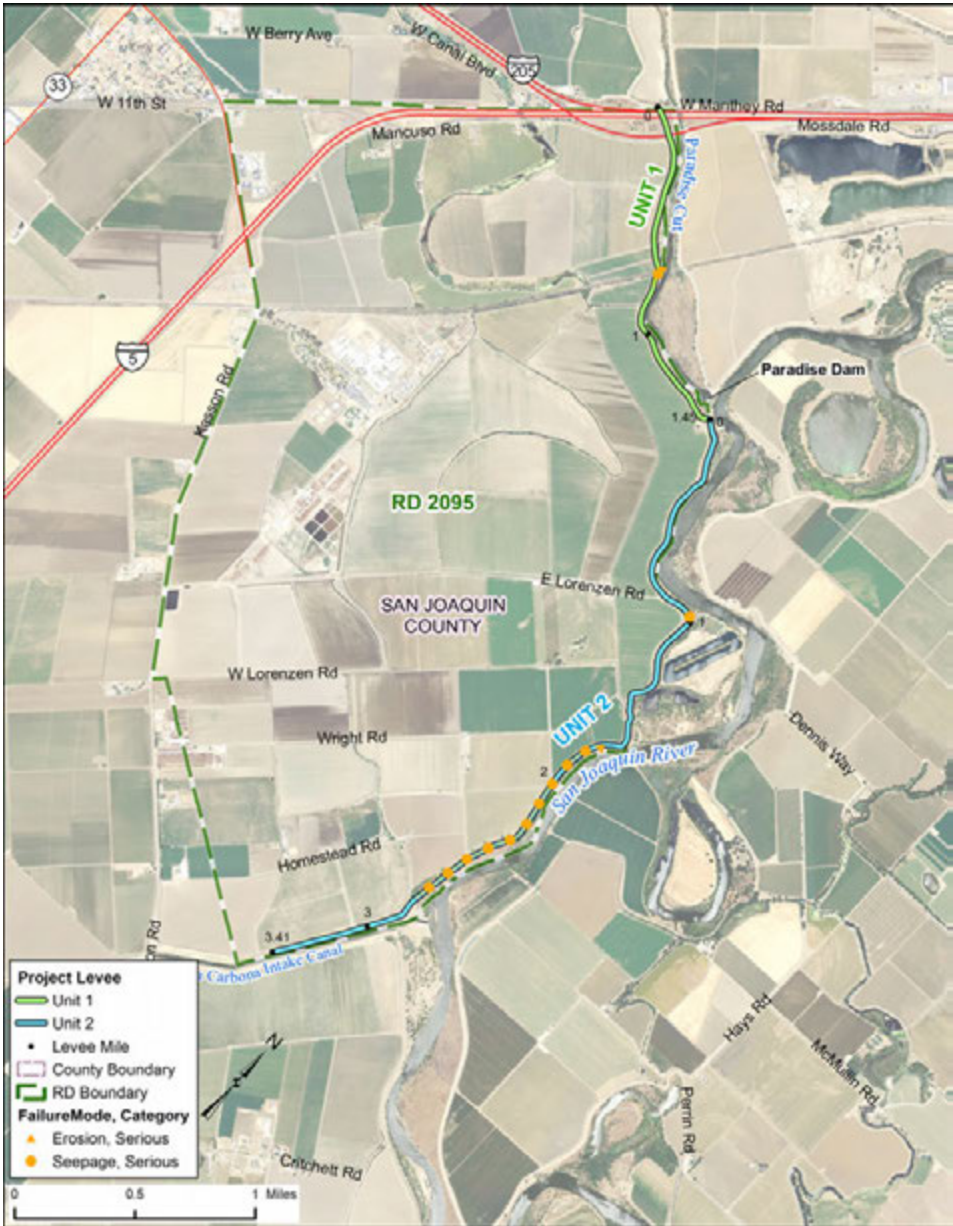 W Berry Ave
W Canal Blvd
205
33
W 11th St
0
W Manthey Rd
Mancuso Rd
Mossdale Rd
Paradise Cut
UNIT 1
1
5
Paradise Dam
Mission Rd
1.45
0
RD 2095
E Lorenzen Rd
SAN JOAQUIN
COUNTY
1
W Lorenzen Rd
UNIT 2
Dennis Way
Wright Rd
San Joaquin River
2
Homestead Rd
3
3.41
on Rd
Carbona Intake Canal
Project Levee
Unit 1
Unit 2
Levee Mile
County Boundary
RD Boundary
FailureMode, Category
Erosion, Serious
Seepage, Serious
N
Hays Rd
McMullin Rd
Perrin Rd
Critchett Rd
0 0.5 1 Miles